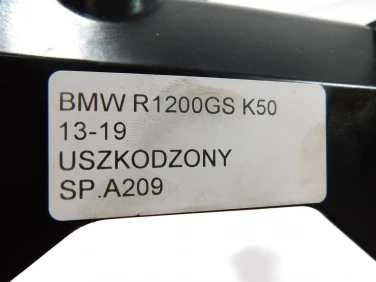 BMW R1200GS K50
13-19
USZKODZONY
SP.A209